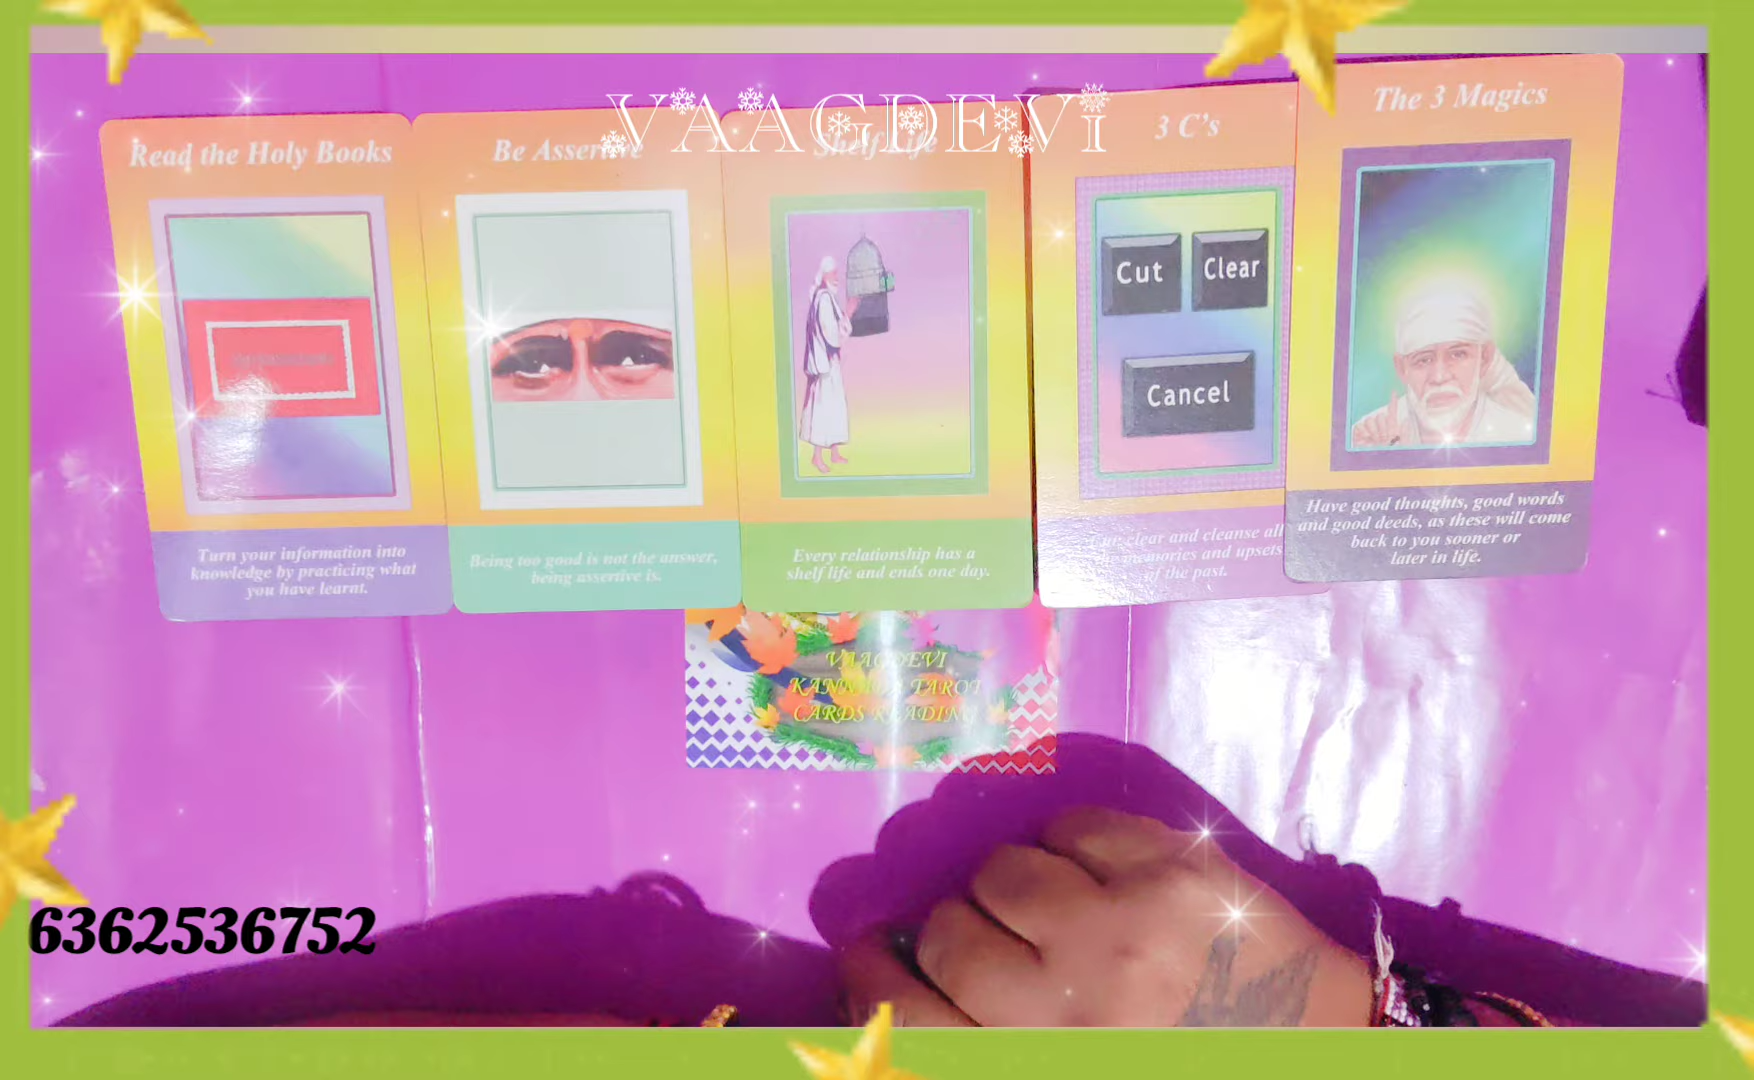 VAAGDEVi
Read the Holy Books
Turn your information into
knowledge by practicing what
you have learnt.
Be Assertive
Being too good is not the answer,
being assertive is.
Shelf Life
Every relationship has a
shelf life and ends one day.
3 C's
Cut
Clear
Cancel
clear and cleanse all
memories and upsets
of the past.
The 3 Magics
Have good thoughts, good words
and good deeds, as these will come
back to you sooner or
later in life.
VAAGDEVI
KANNADA TAROT
CARDS READING
6362536752